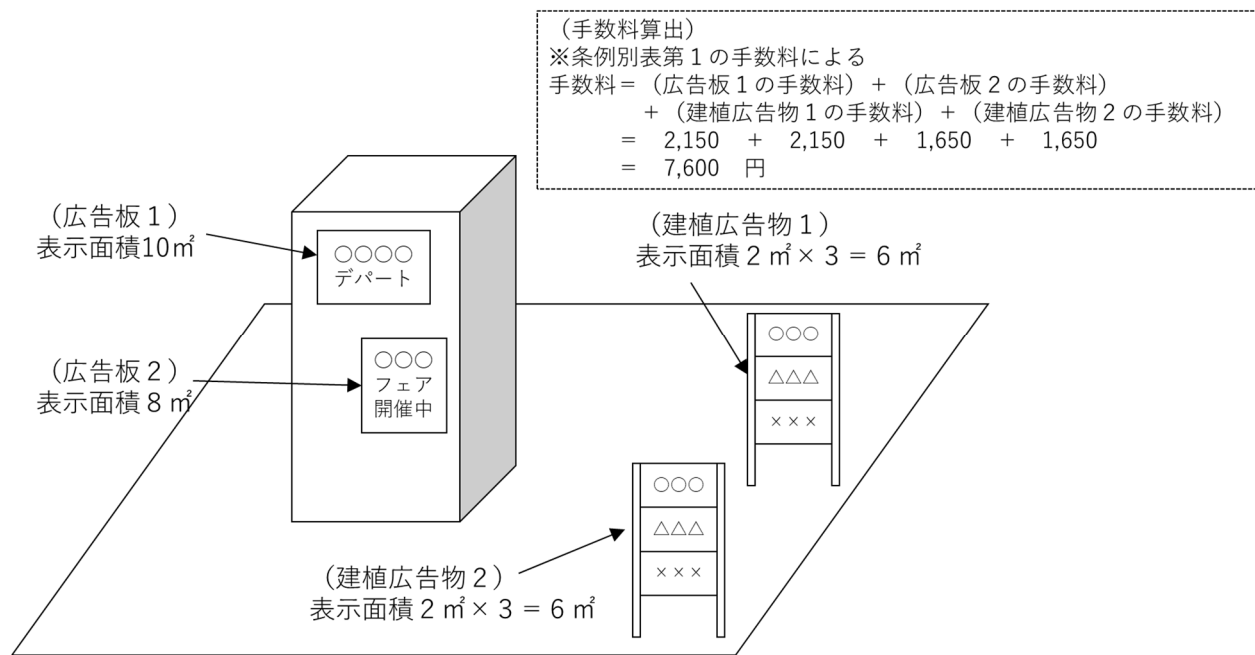 （手数料算出）
※条例別表第１の手数料による
手数料＝（広告板１の手数料）＋（広告板２の手数料）
＋（建植広告物１の手数料）＋（建植広告物２の手数料）
＝ 2,150 ＋ 2,150 ＋ 1,650 ＋ 1,650
＝ 7,600 円
（広告板１）
表示面積10㎡
○○○○
デパート
（広告板２）
表示面積８㎡
○○○
フェア
開催中
（建植広告物１）
表示面積２㎡×３＝６㎡
○○○
△△△
×××
（建植広告物２）
表示面積２㎡×３＝６㎡
○○○
△△△
×××